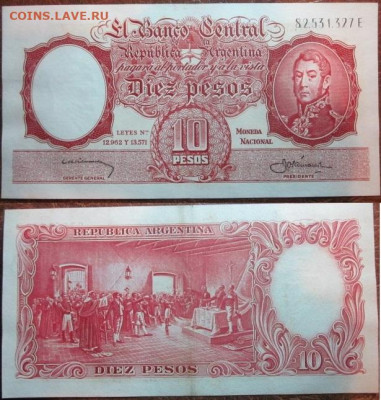 COINS.LAVE.RU
El Banco Central
82.531.327 E
de la
República Argentina
pagará al portador y a la vista
Diez pesos
LEYES Nos
12.962 Y 13.571
10
PESOS
MONEDA
NACIONAL
GERENTE GENERAL
PRESIDENTE
REPUBLICA ARGENTINA
DIEZ PESOS
10